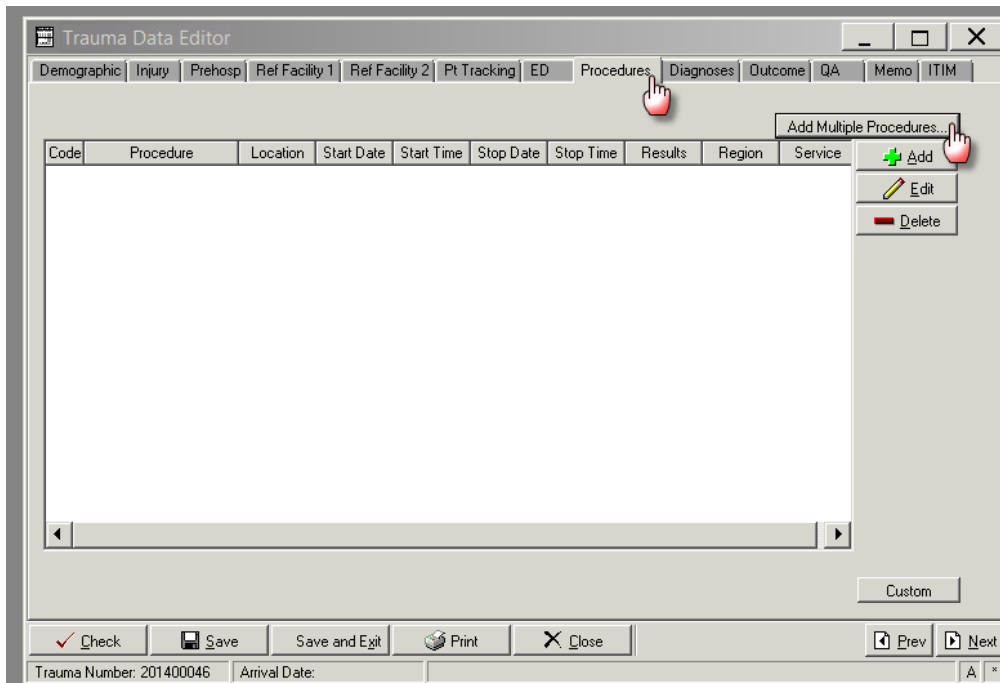 Trauma Data Editor
Demographic Injury Prehosp Ref Facility 1 Ref Facility 2 Pt Tracking ED Procedures Diagnoses Outcome QA Memo ITIM
Add Multiple Procedures...
Code Procedure Location Start Date Start Time Stop Date Stop Time Results Region Service
Add
Edit
Delete
Custom
Check Save Save and Exit Print Close Prev Next
Trauma Number: 201400046 Arrival Date: A *